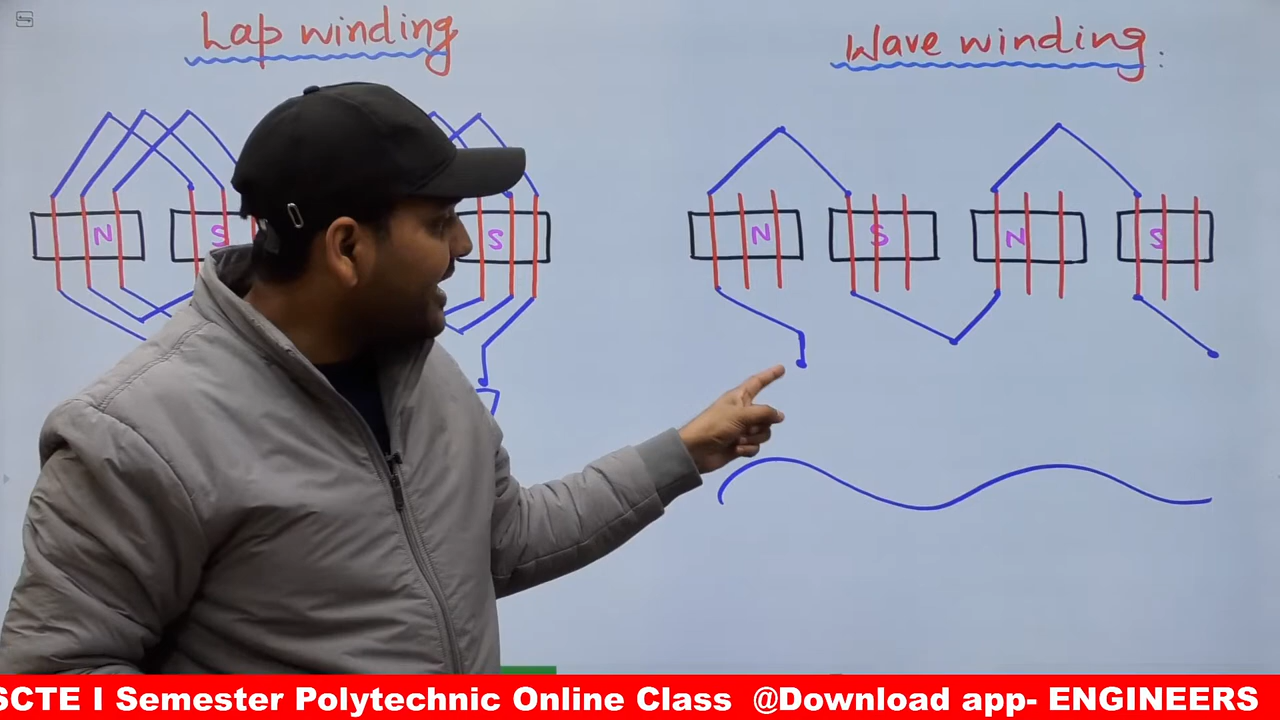 Lap winding
Wave winding:
N
S
S
N
S
N
S
SCTE I Semester Polytechnic Online Class @Download app- ENGINEERS